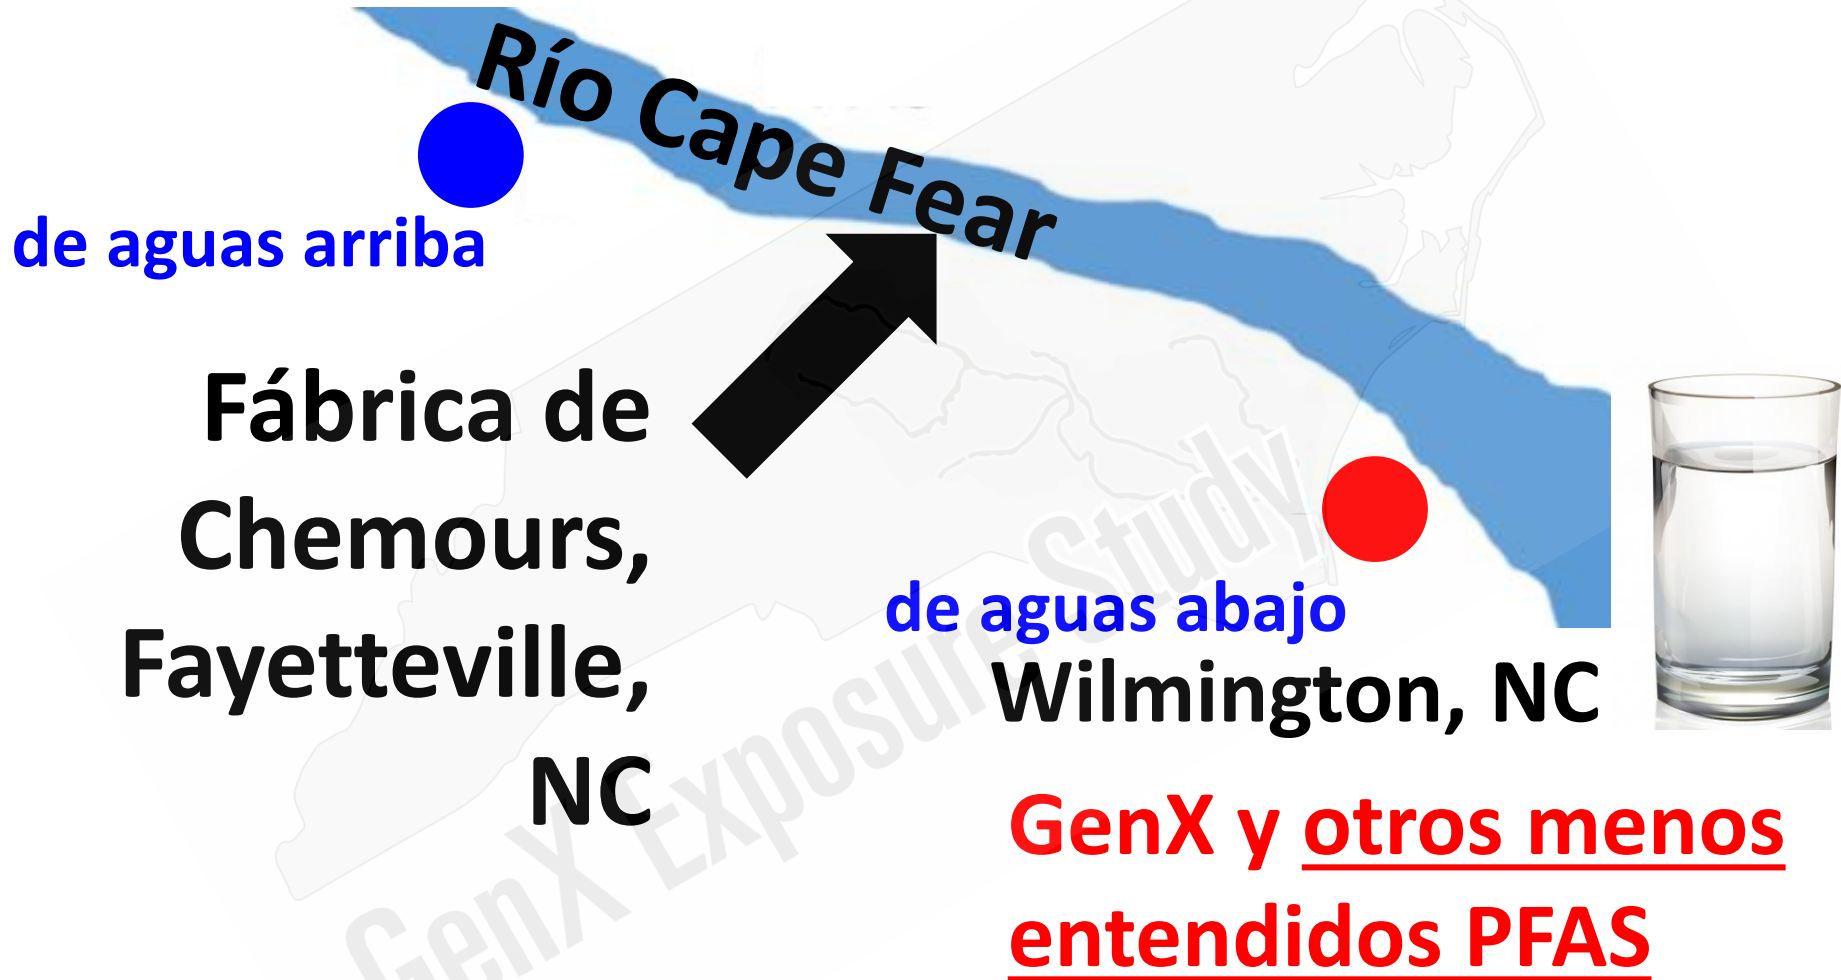 Río Cape Fear
de aguas arriba
Fábrica de
Chemours,
Fayetteville,
NC
de aguas abajo
Wilmington, NC
GenX y otros menos
entendidos PFAS
GenX Exposure Study